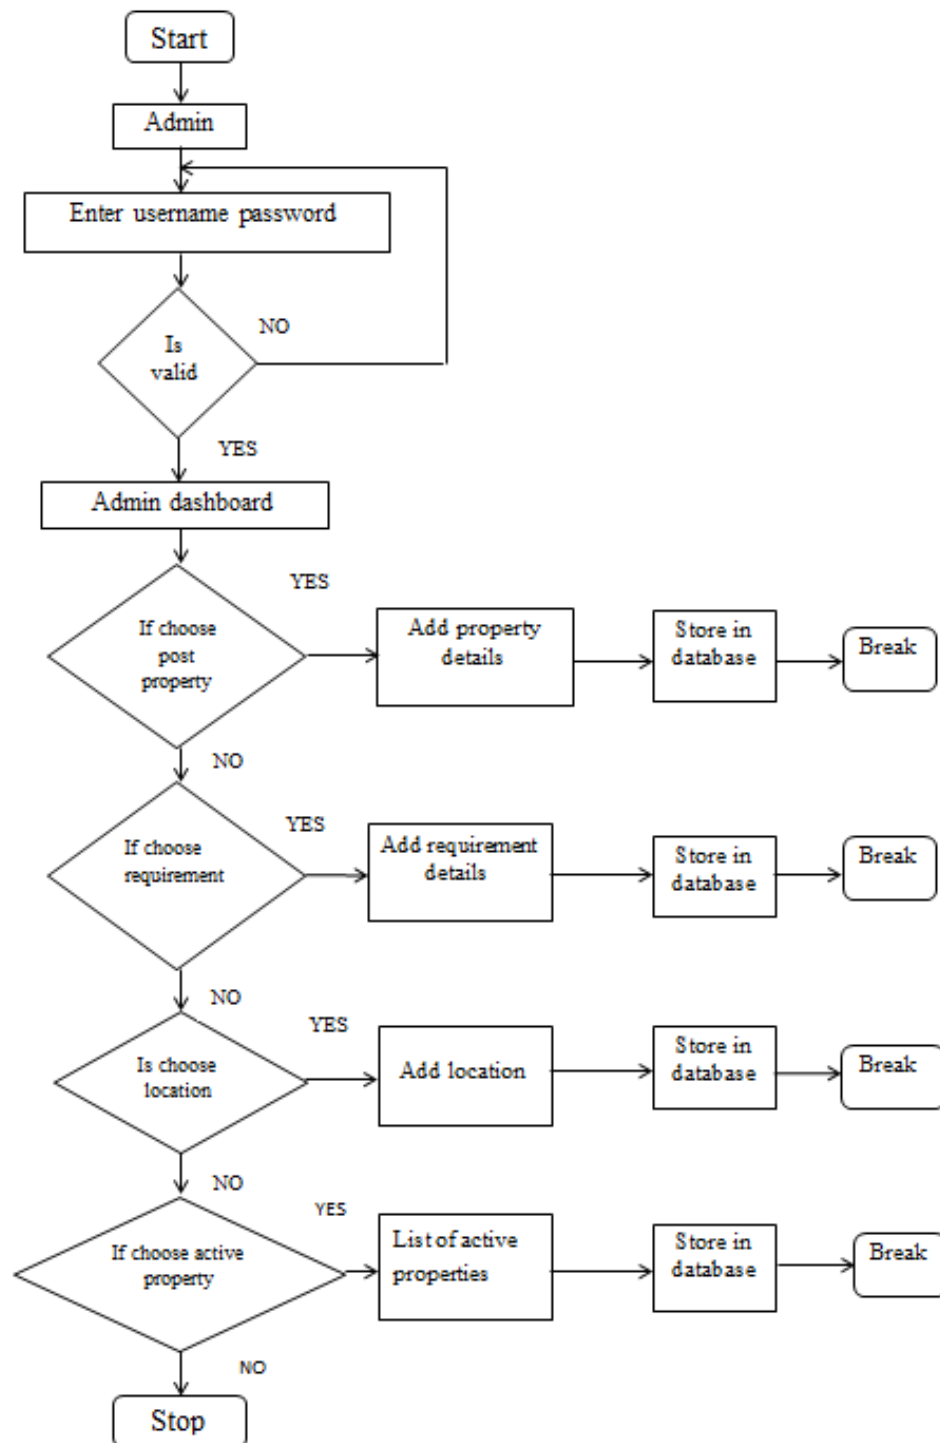 Start
Admin
Enter username password
NO
Is
valid
YES
Admin dashboard
YES
If choose
post
property
Add property
details
Store in
database
Break
NO
YES
If choose
requirement
Add requirement
details
Store in
database
Break
NO
YES
Is choose
location
Add location
Store in
database
Break
NO
YES
If choose active
property
List of active
properties
Store in
database
Break
NO
Stop